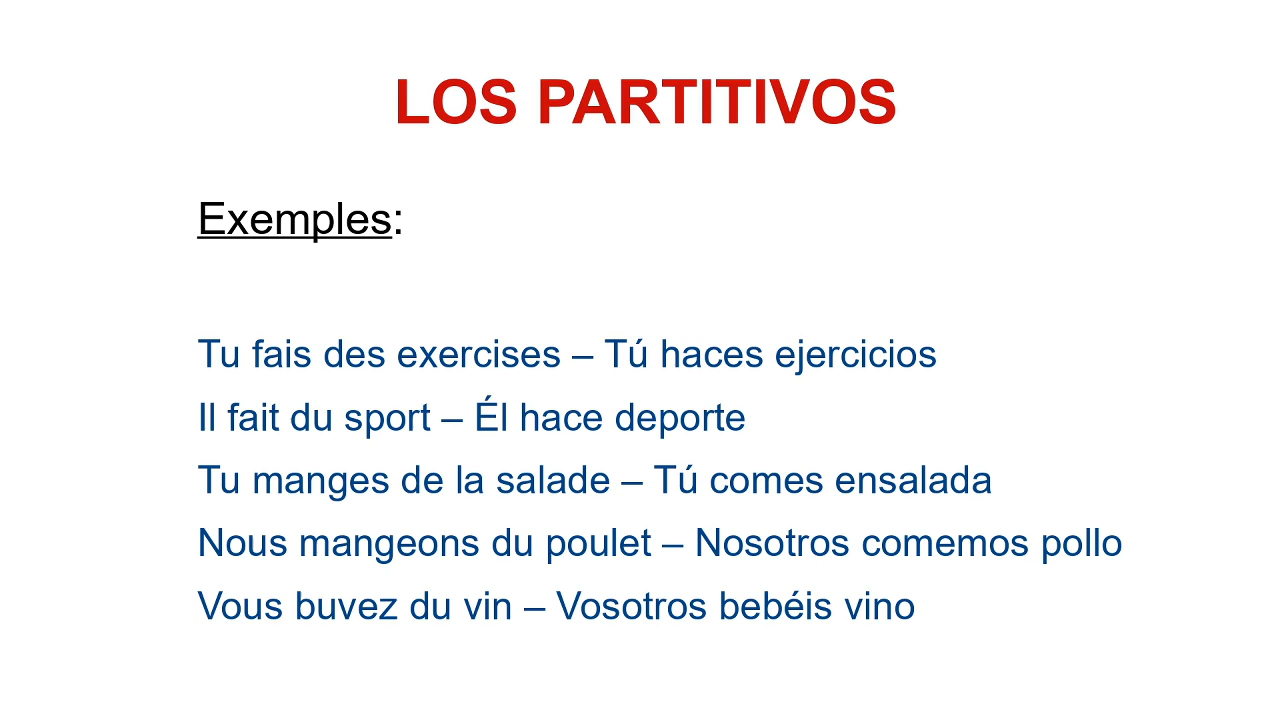 LOS PARTITIVOS
Exemples:
Tu fais des exercises – Tú haces ejercicios
Il fait du sport – Él hace deporte
Tu manges de la salade – Tú comes ensalada
Nous mangeons du poulet – Nosotros comemos pollo
Vous buvez du vin – Vosotros bebéis vino